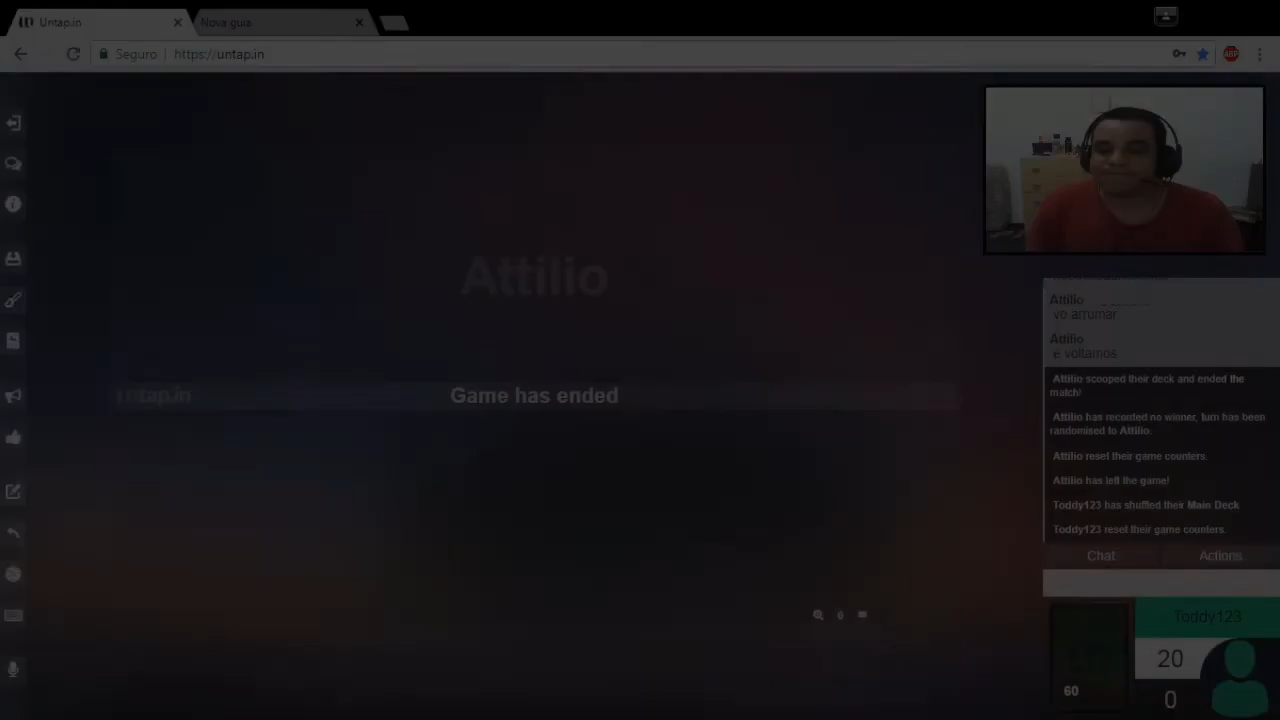 Untap.in
Nova guia
Seguro
https://untap.in
ABP
Attilio
untap.in
Game has ended
Attilio
vo arrumar
Attilio
e voltamos
Attilio scooped their deck and ended the
match!
Attilio has recorded no winner, turn has been
randomised to Attilio.
Attilio reset their game counters.
Attilio has left the game!
Toddy123 has shuffled their Main Deck
Toddy123 reset their game counters.
Chat
Actions
0
Toddy123
20
60
0